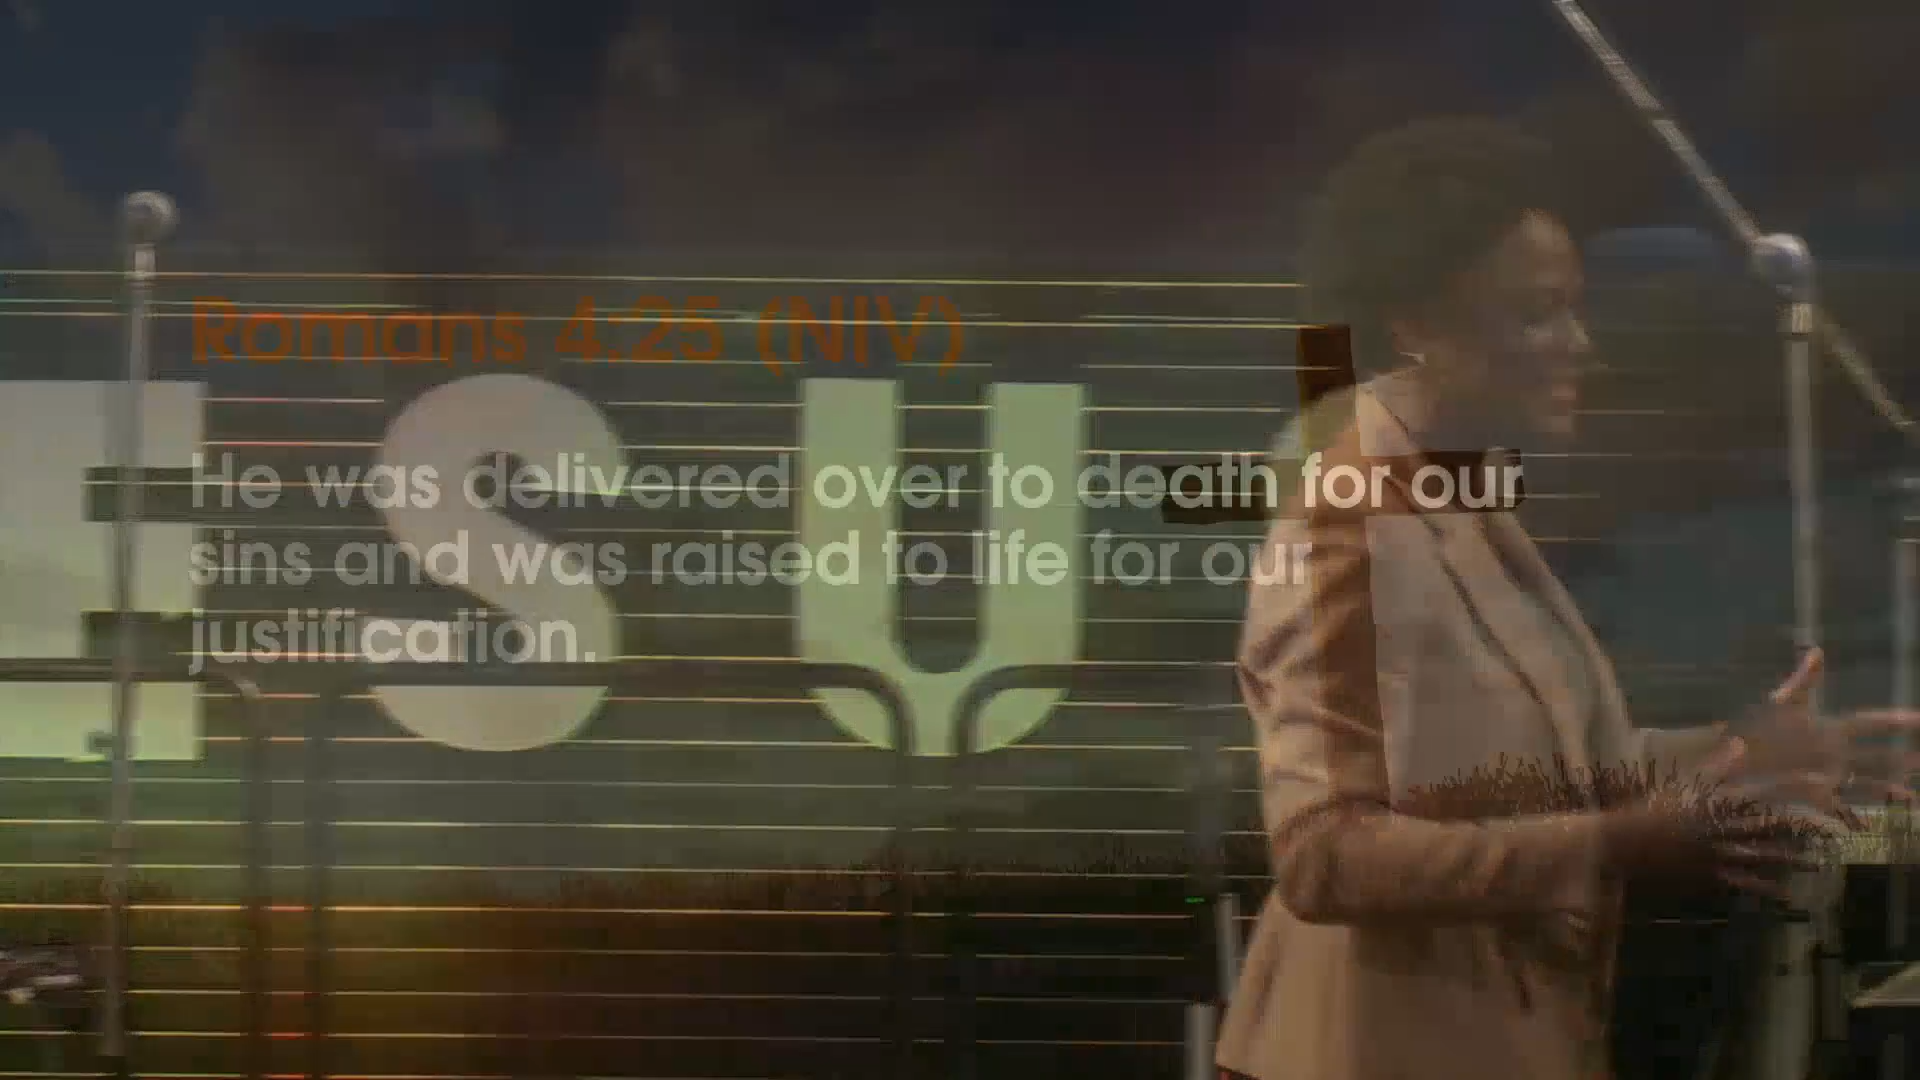 Romans 4:25 (NIV)
ESU
He was delivered over to death for our
sins and was raised to life for our
justification.